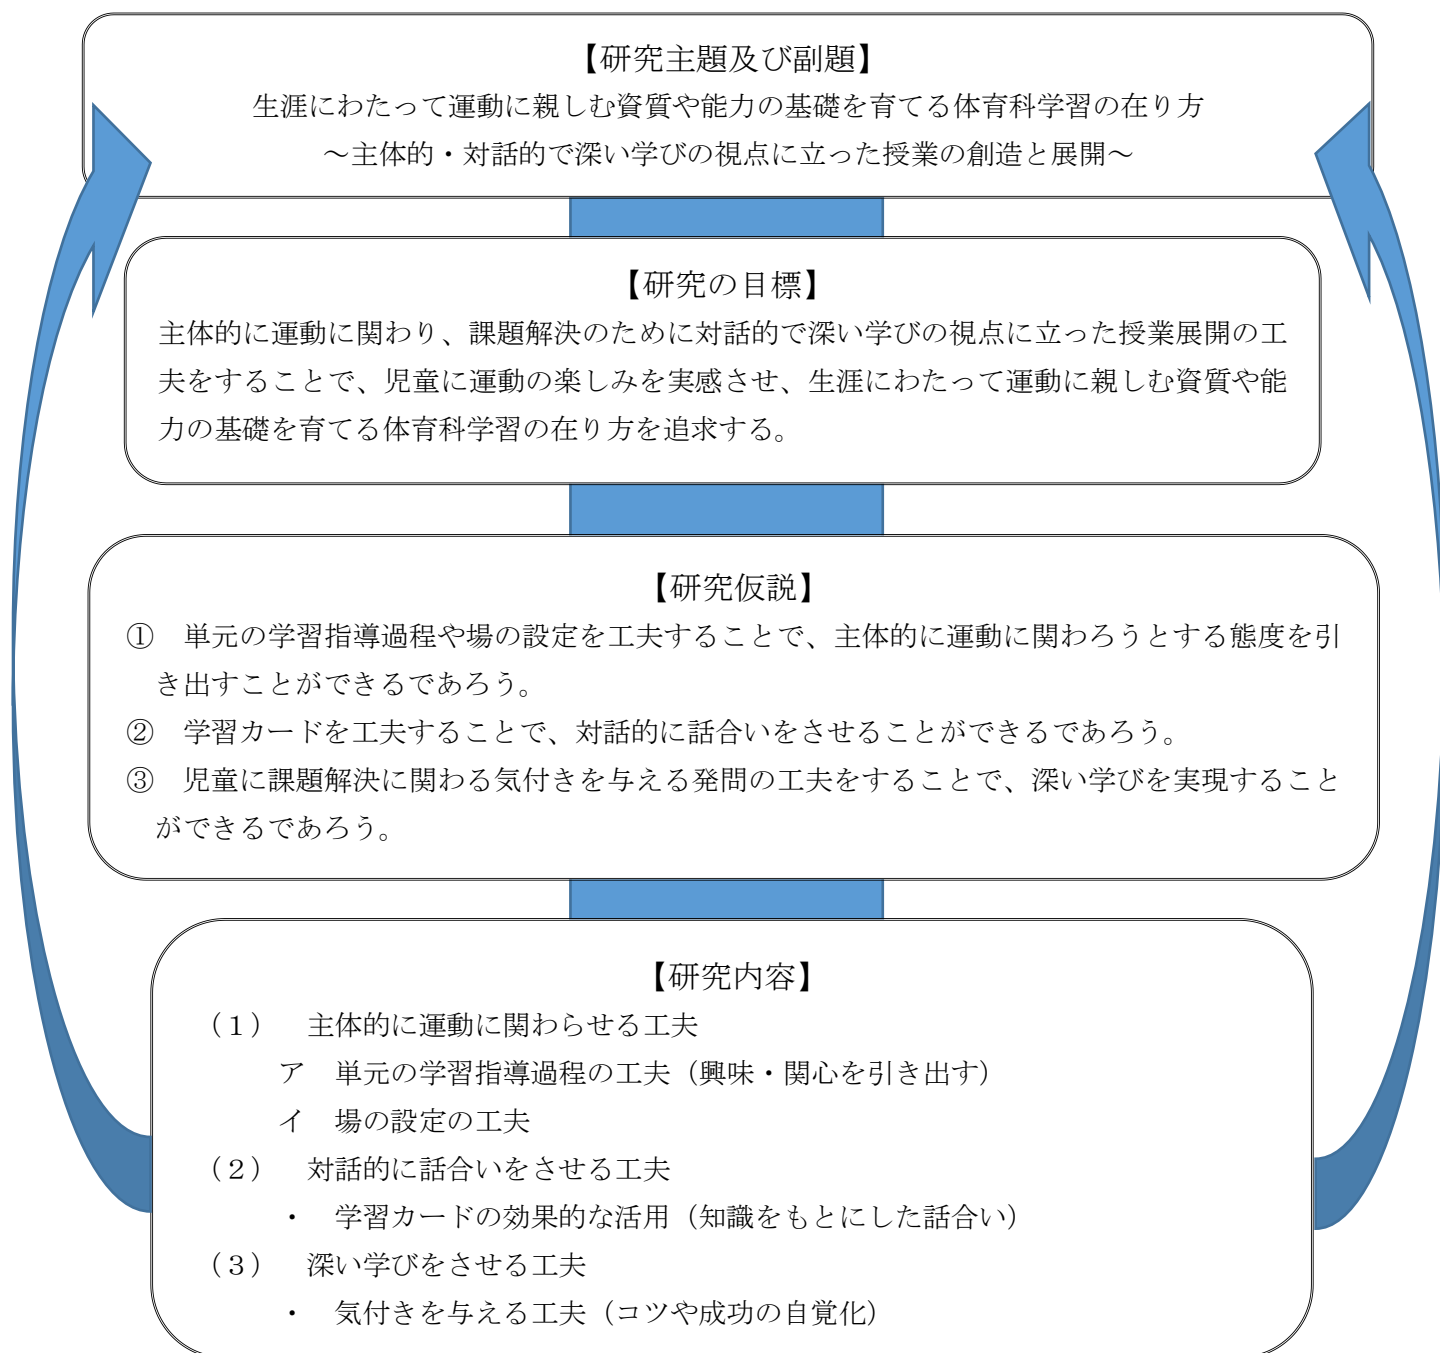 【研究主題及び副題】
生涯にわたって運動に親しむ資質や能力の基礎を育てる体育科学習の在り方
～主体的・対話的で深い学びの視点に立った授業の創造と展開～
【研究の目標】
主体的に運動に関わり、課題解決のために対話的で深い学びの視点に立った授業展開の工
夫をすることで、児童に運動の楽しみを実感させ、生涯にわたって運動に親しむ資質や能
力の基礎を育てる体育科学習の在り方を追求する。
【研究仮説】
①　単元の学習指導過程や場の設定を工夫することで、主体的に運動に関わろうとする態度を引
き出すことができるであろう。
②　学習カードを工夫することで、対話的に話合いをさせることができるであろう。
③　児童に課題解決に関わる気付きを与える発問の工夫をすることで、深い学びを実現すること
ができるであろう。
【研究内容】
（１）　主体的に運動に関わらせる工夫
ア　単元の学習指導過程の工夫（興味・関心を引き出す）
イ　場の設定の工夫
（２）　対話的に話合いをさせる工夫
・　学習カードの効果的な活用（知識をもとにした話合い）
（３）　深い学びをさせる工夫
・　気付きを与える工夫（コツや成功の自覚化）